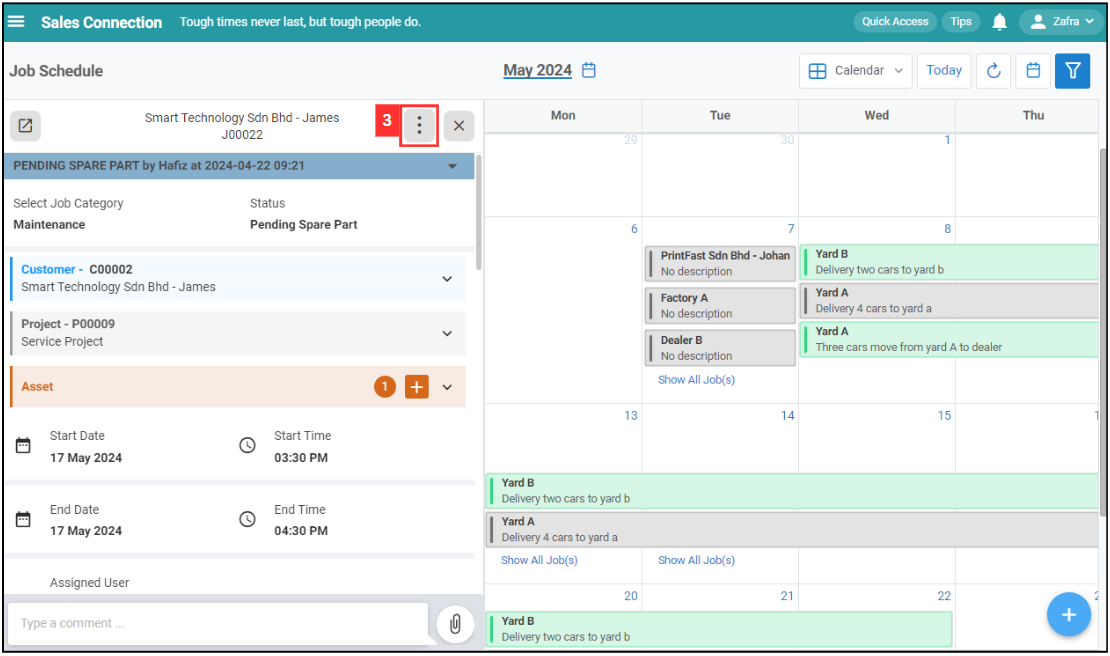 Sales Connection Tough times never last, but tough people do. Quick Access Tips Zafra
Job Schedule May 2024 Calendar Today
Smart Technology Sdn Bhd - James
J00022
3
PENDING SPARE PART by Hafiz at 2024-04-22 09:21
Select Job Category Status
Maintenance Pending Spare Part
Customer - C00002
Smart Technology Sdn Bhd - James
Project - P00009
Service Project
Asset 1
Start Date Start Time
17 May 2024 03:30 PM
End Date End Time
17 May 2024 04:30 PM
Assigned User
Type a comment ...
Mon Tue Wed Thu
29 30 1
6 7 8
PrintFast Sdn Bhd - Johan
No description
Factory A
No description
Dealer B
No description
Show All Job(s)
Yard B
Delivery two cars to yard b
Yard A
Delivery 4 cars to yard a
Yard A
Three cars move from yard A to dealer
13 14 15 1
Yard B
Delivery two cars to yard b
Yard A
Delivery 4 cars to yard a
Show All Job(s) Show All Job(s)
20 21 22 2
Yard B
Delivery two cars to yard b